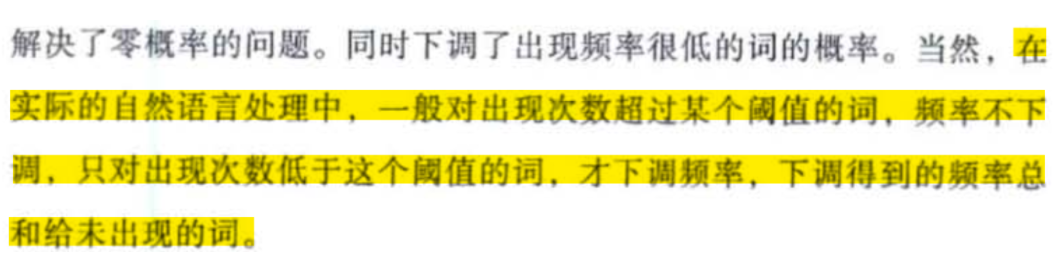 解决了零概率的问题。同时下调了出现频率很低的词的概率。当然，在
实际的自然语言处理中，一般对出现次数超过某个阈值的词，频率不下
调，只对出现次数低于这个阈值的词，才下调频率，下调得到的频率总
和给未出现的词。